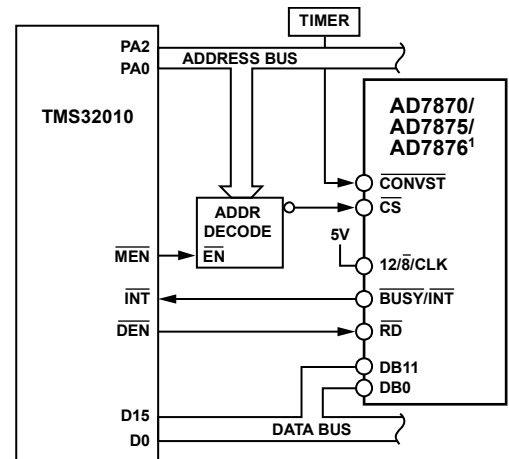 TIMER
PA2
PA0
ADDRESS BUS
TMS32010
AD7870/
AD7875/
AD7876¹
CONVST
CS
ADDR
DECODE
EN
5V
MEN
12/8/CLK
INT
BUSY/INT
DEN
RD
DB11
DB0
D15
D0
DATA BUS